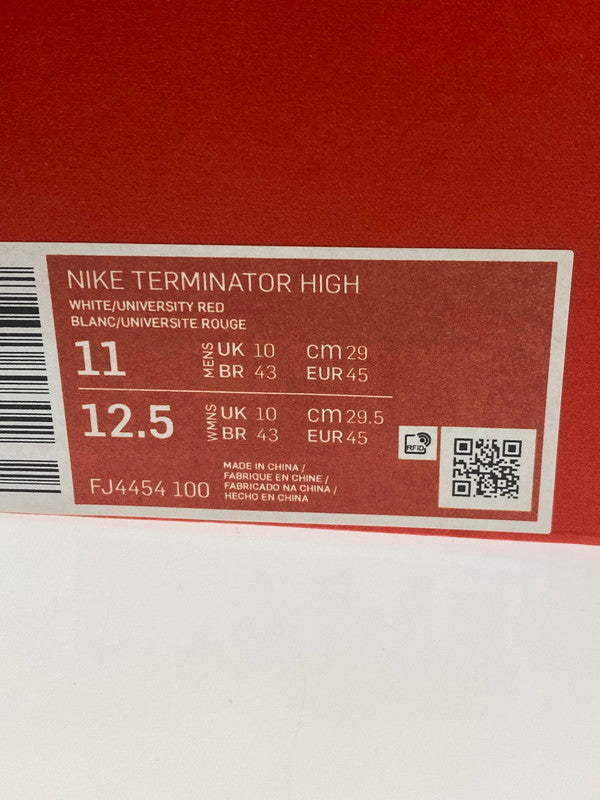 NIKE TERMINATOR HIGH
WHITE/UNIVERSITY RED
BLANC/UNIVERSITE ROUGE
11 MENS UK 10 CM 29
BR 43 EUR 45
12.5 WMNS UK 10 CM 29.5
BR 43 EUR 45
RFID
FJ4454 100
MADE IN CHINA /
FABRIQUE EN CHINE /
FABRICADO NA CHINA /
HECHO EN CHINA